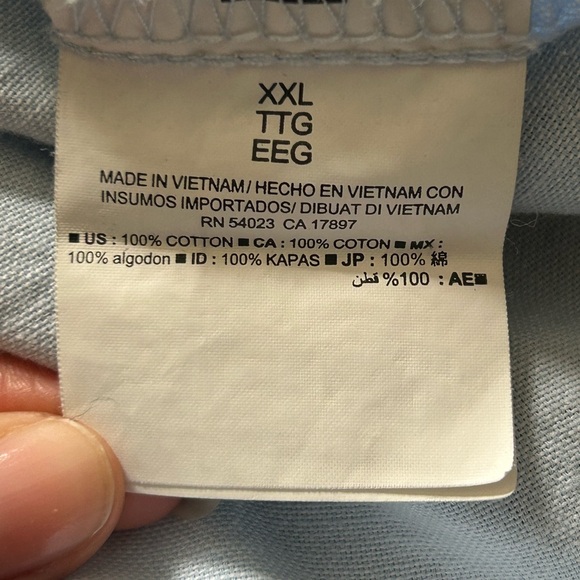 XXL
TTG
EEG
MADE IN VIETNAM/ HECHO EN VIETNAM CON
INSUMOS IMPORTADOS/ DIBUAT DI VIETNAM
RN 54023 CA 17897
■ US : 100% COTTON ■ CA : 100% COTON ■ MX :
100% algodon ■ ID : 100% KAPAS ■ JP : 100% 綿
■AE : 100% قطن